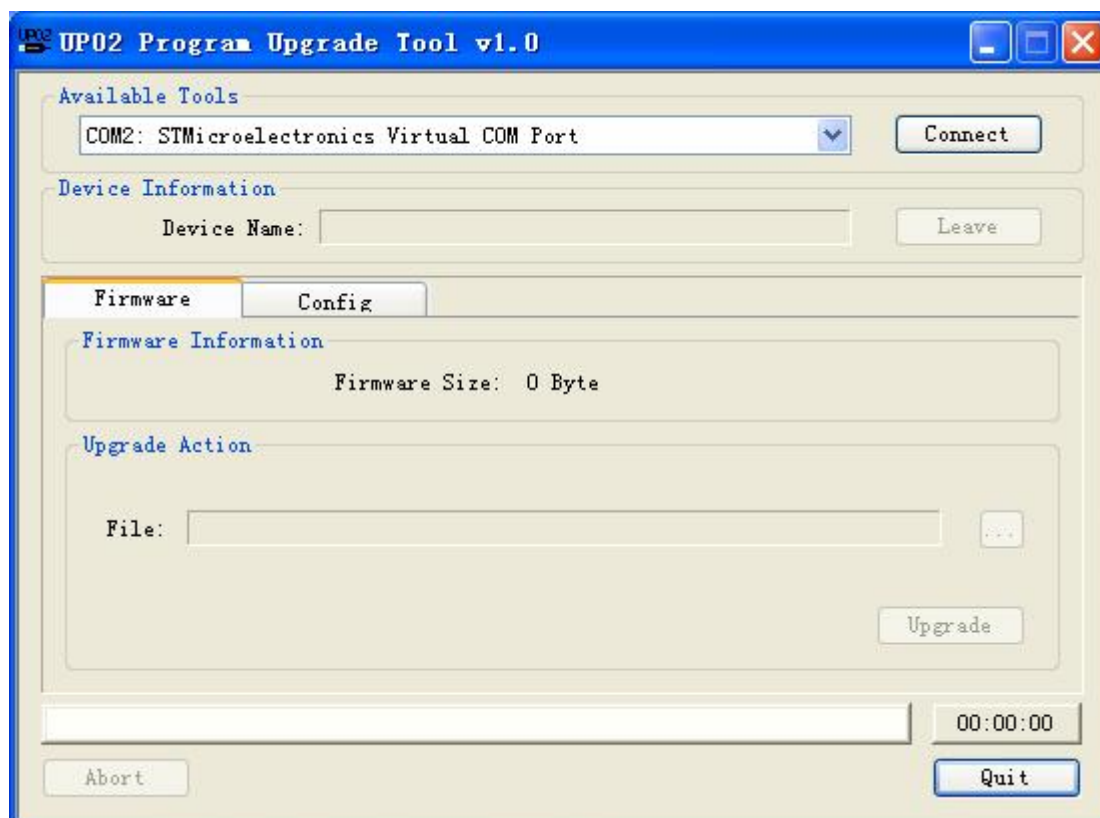 UP02 UP02 Program Upgrade Tool v1.0
Available Tools
COM2: STMicroelectronics Virtual COM Port Connect
Device Information
Device Name: Leave
Firmware Config
Firmware Information
Firmware Size: 0 Byte
Upgrade Action
File: ...
Upgrade
00:00:00
Abort Quit